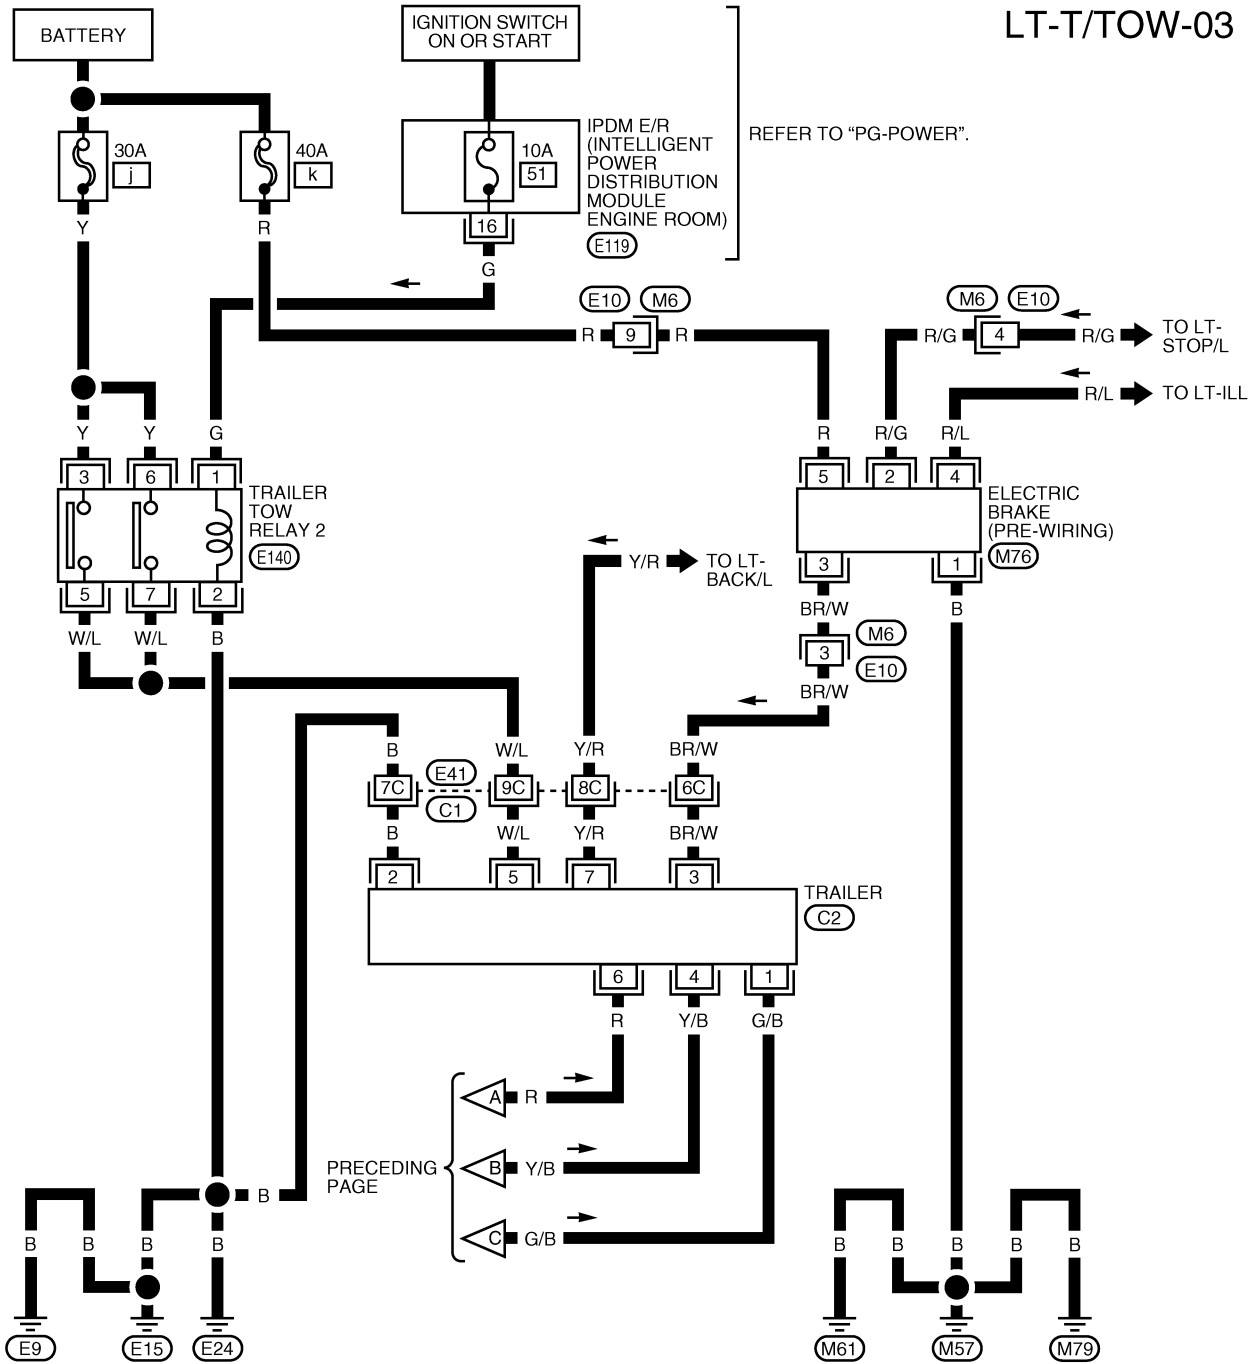 LT-T/TOW-03
BATTERY
IGNITION SWITCH
ON OR START
30A
j
40A
k
10A
51
IPDM E/R
(INTELLIGENT
POWER
DISTRIBUTION
MODULE
ENGINE ROOM)
E119
REFER TO “PG-POWER”.
16
Y
R
G
E10
M6
R
9
R
M6
E10
R/G
4
R/G
TO LT-
STOP/L
R/L
TO LT-ILL
Y
Y
G
R
R/G
R/L
3
6
1
5
2
4
TRAILER
TOW
RELAY 2
E140
ELECTRIC
BRAKE
(PRE-WIRING)
M76
Y/R
TO LT-
BACK/L
5
7
2
3
1
W/L
W/L
B
BR/W
B
3
M6
E10
BR/W
B
W/L
Y/R
BR/W
7C
E41
C1
9C
8C
6C
B
W/L
Y/R
BR/W
2
5
7
3
TRAILER
C2
6
4
1
R
Y/B
G/B
PRECEDING
PAGE
A
R
B
Y/B
C
G/B
B
B
B
B
B
B
B
B
B
B
E9
E15
E24
M61
M57
M79